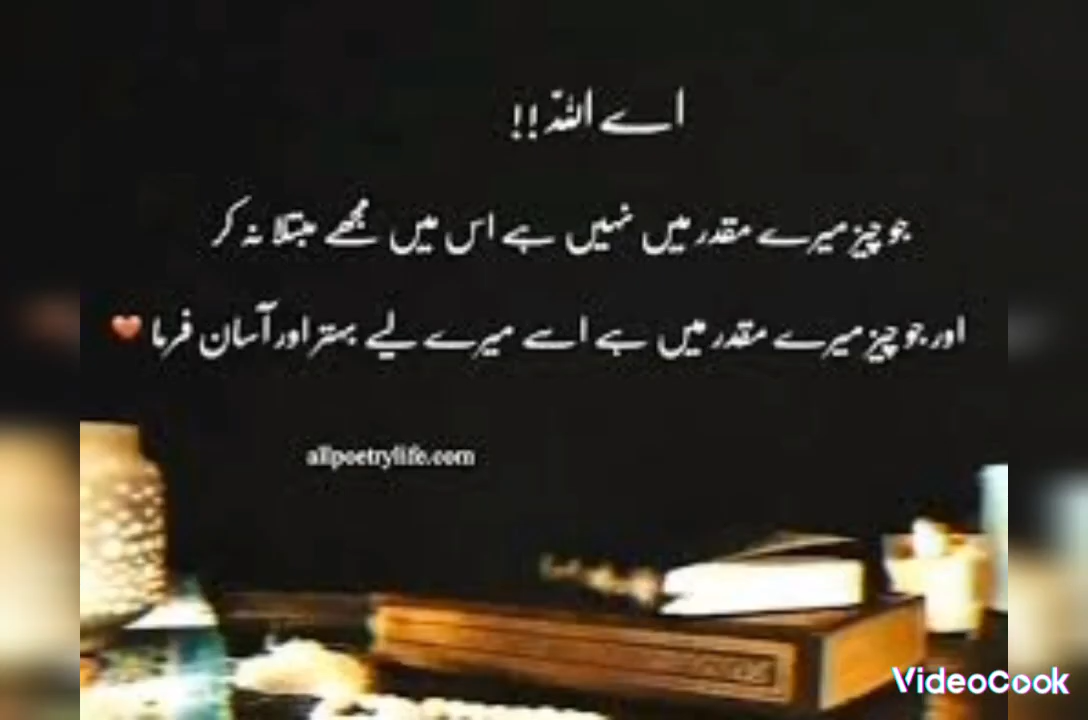 اے اللہ !!
جو چیز میرے مقدر میں نہیں ہے اس میں مجھے مبتلا نہ کر
اور جو چیز میرے مقدر میں ہے اسے میرے لیے بہتر اور آسان فرما ❤
allpoetrylife.com
VideoCook